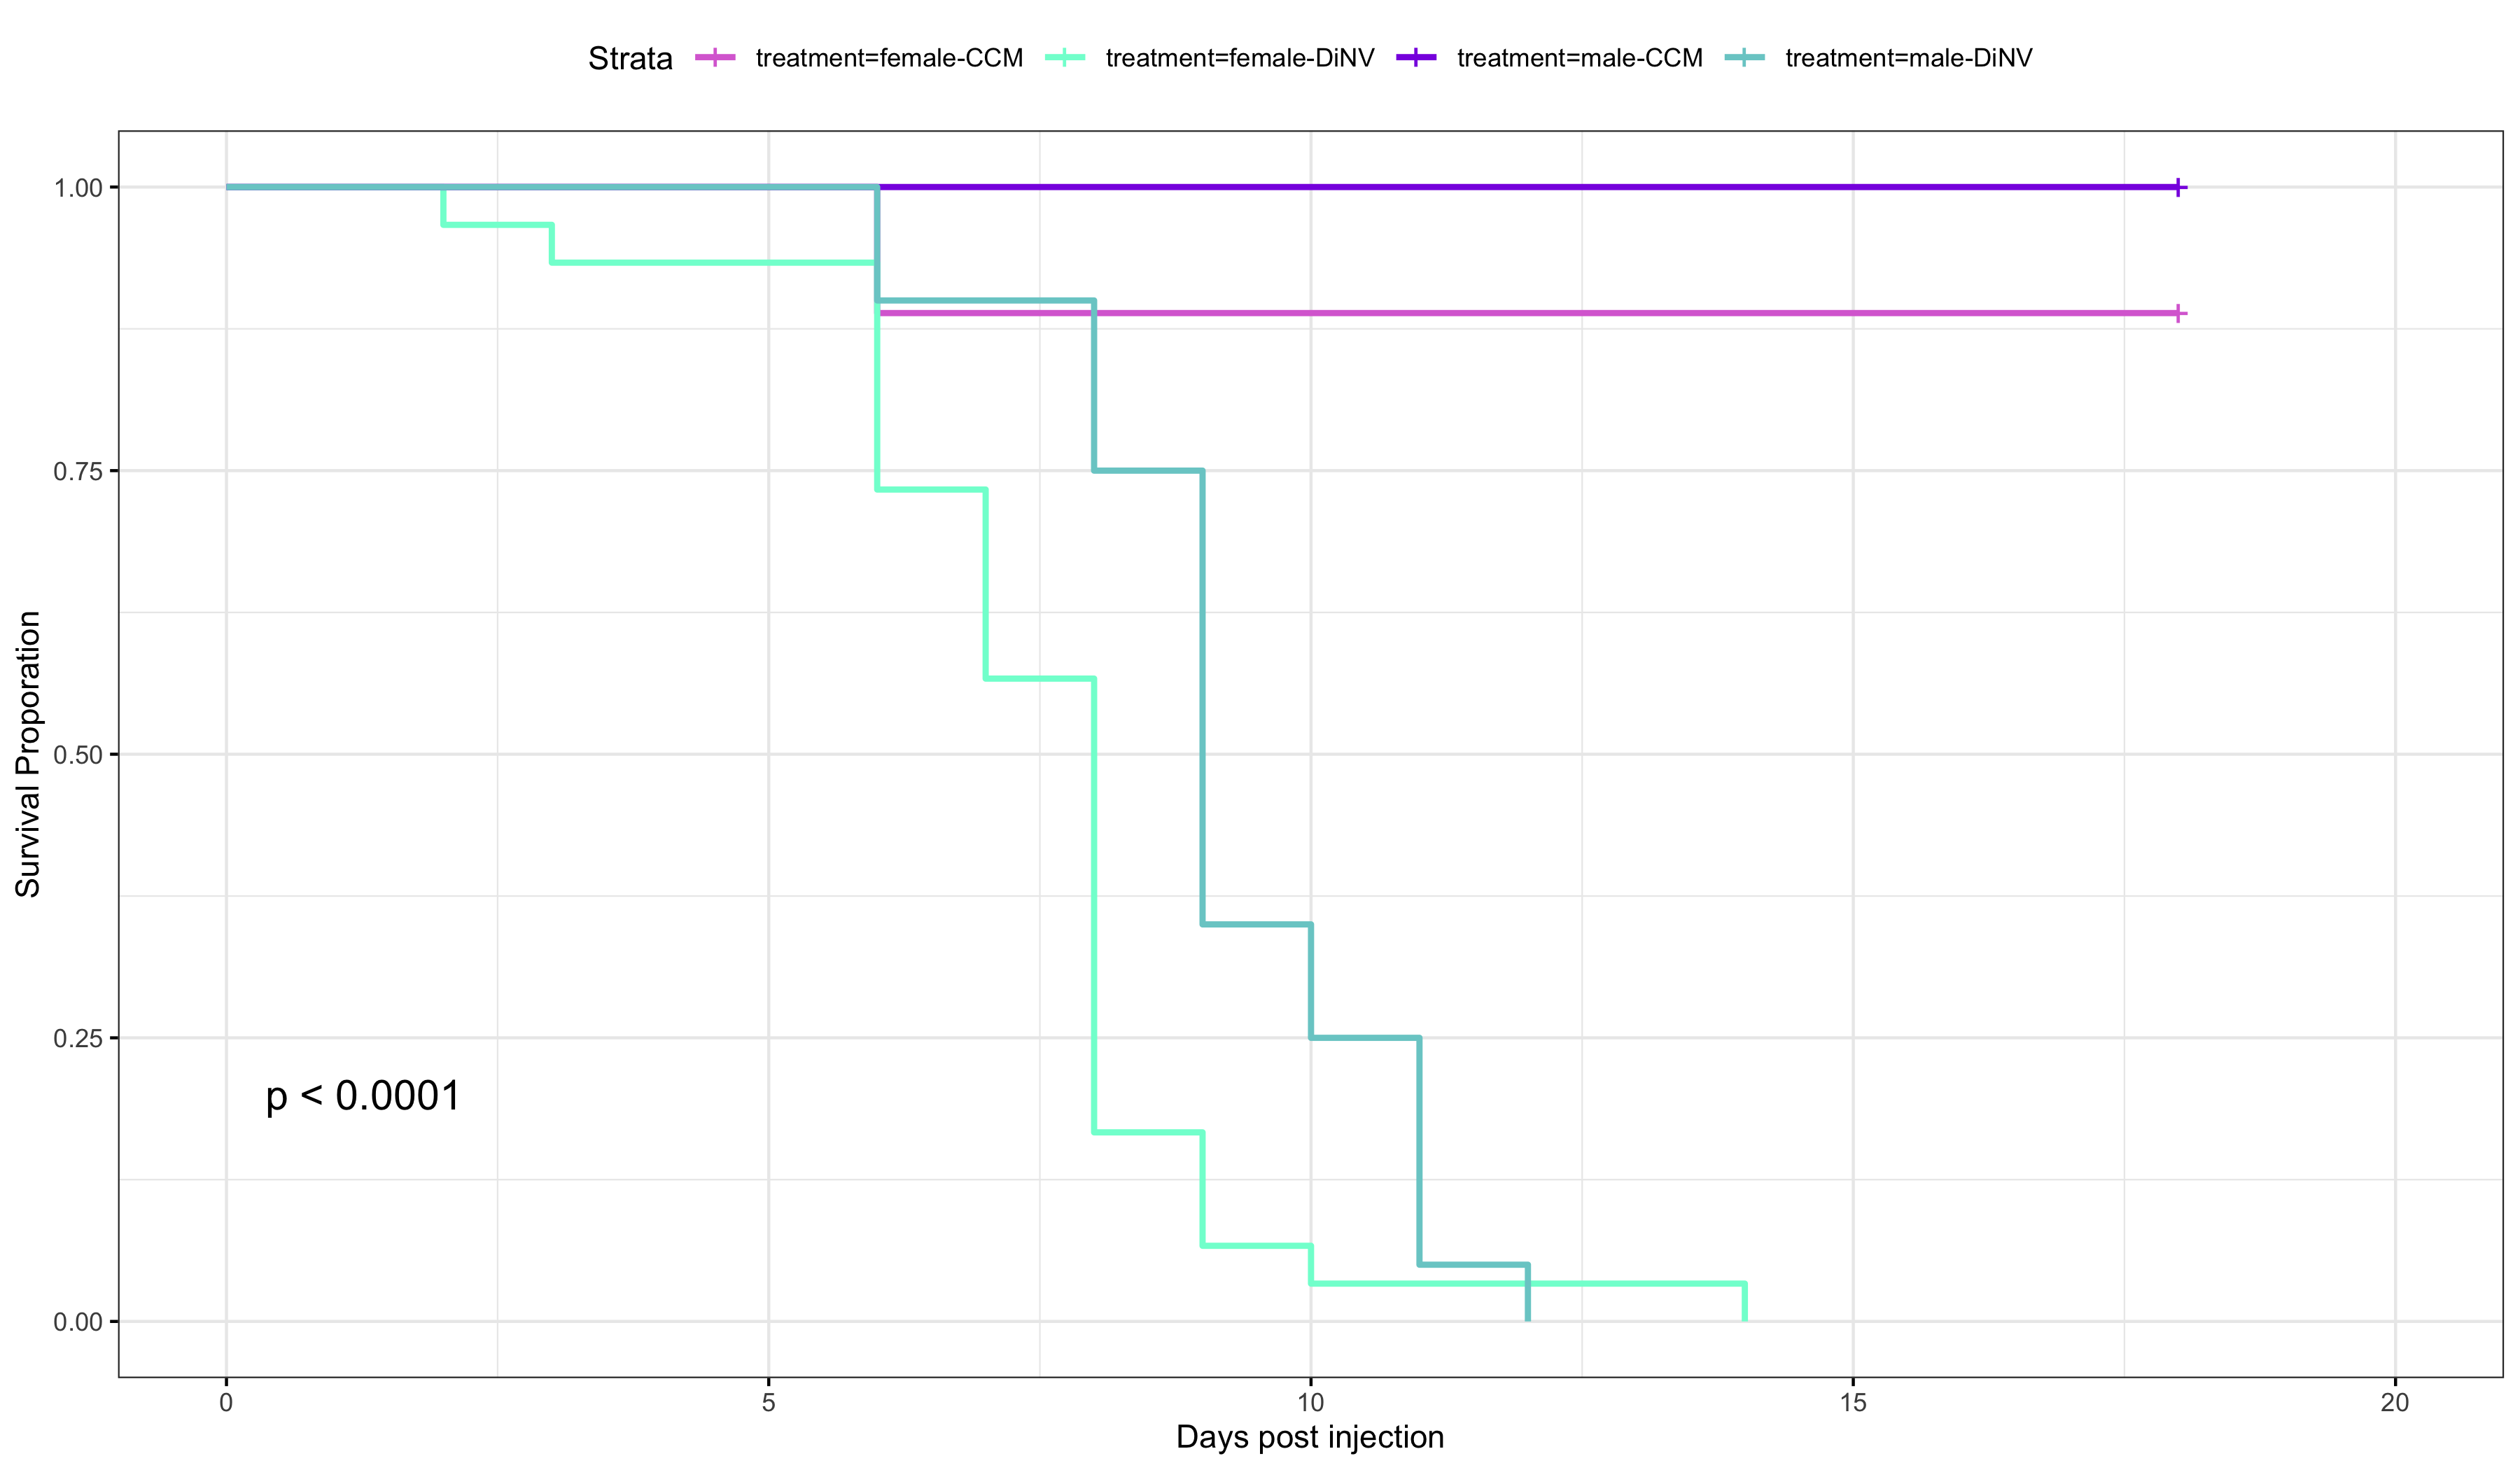 Strata treatment=female-CCM treatment=female-DiNV treatment=male-CCM treatment=male-DiNV
1.00
0.75
0.50
0.25
0.00
Survival Proporation
p < 0.0001
0 5 10 15 20
Days post injection